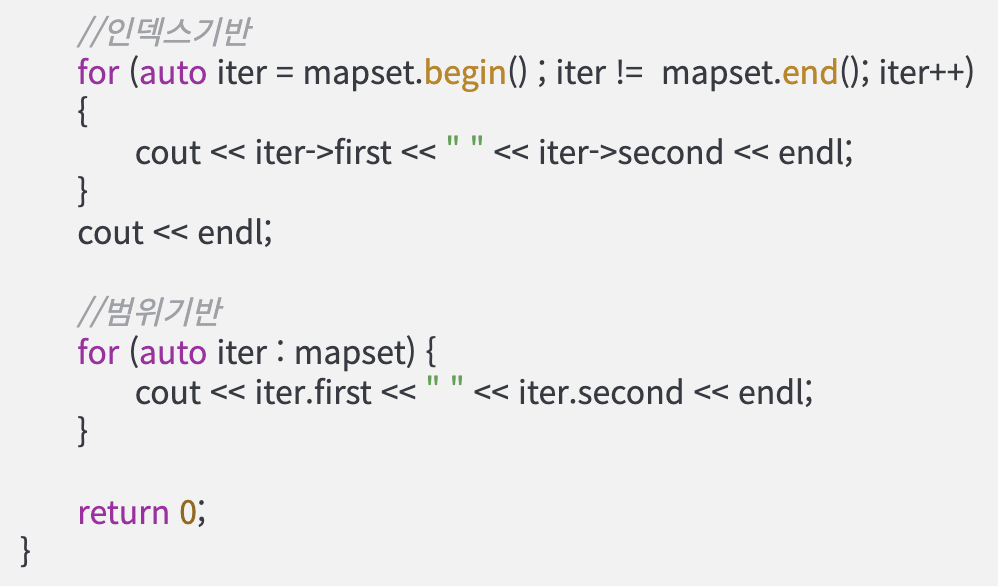 //인덱스기반
for (auto iter = mapset.begin() ; iter !=  mapset.end(); iter++)
{
cout << iter->first << " " << iter->second << endl;
}
cout << endl;
//범위기반
for (auto iter : mapset) {
cout << iter.first << " " << iter.second << endl;
}
return 0;
}